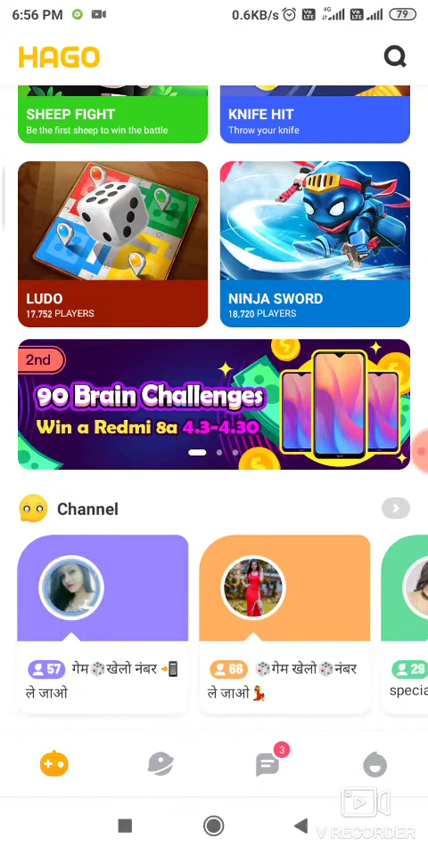 6:56 PM
0.6KB/s
4G
79
HAGO
SHEEP FIGHT
Be the first sheep to win the battle
KNIFE HIT
Throw your knife
LUDO
17,752 PLAYERS
NINJA SWORD
18,720 PLAYERS
2nd
90 Brain Challenges
Win a Redmi 8a 4.3-4.30
Channel
57 गेम🎲खेलो नंबर 📲
ले जाओ
66 🎲गेम खेलो🎲नंबर
ले जाओ💃
29
specia
3
V RECORDER